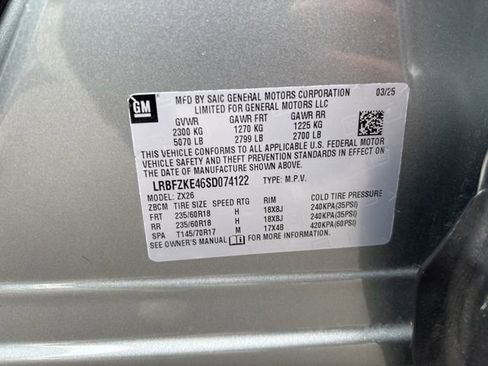 GM
MFD BY SAIC GENERAL MOTORS CORPORATION 03/25
LIMITED FOR GENERAL MOTORS LLC
GVWR GAWR FRT GAWR RR
2300 KG 1270 KG 1225 KG
5070 LB 2799 LB 2700 LB
THIS VEHICLE CONFORMS TO ALL APPLICABLE U.S. FEDERAL MOTOR
VEHICLE SAFETY AND THEFT PREVENTION STANDARDS IN EFFECT ON THE
DATE OF MANUFACTURE SHOWN ABOVE.
LRBFZKE46SD074122 TYPE: M.P.V.
MODEL: ZX26
ZBCM TIRE SIZE SPEED RTG RIM COLD TIRE PRESSURE
FRT 235/60R18 H 18X8J 240KPA(35PSI)
RR 235/60R18 H 18X8J 240KPA(35PSI)
SPA T145/70R17 M 17X4B 420KPA(60PSI)
SEE OWNER'S MANUAL FOR MORE INFORMATION.